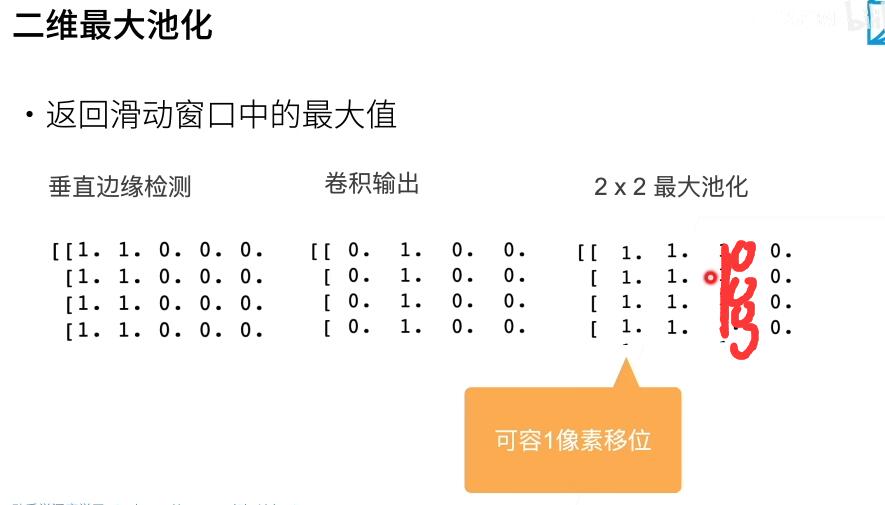 二维最大池化
• 返回滑动窗口中的最大值
垂直边缘检测 卷积输出 2 x 2 最大池化
[[1. 1. 0. 0. 0. [[ 0. 1. 0. 0. [[ 1. 1. 0 0.
[1. 1. 0. 0. 0. [ 0. 1. 0. 0. [ 1. 1. 0.
[1. 1. 0. 0. 0. [ 0. 1. 0. 0. [ 1. 1. 0.
[1. 1. 0. 0. 0. [ 0. 1. 0. 0. [ 1. 1. 0.
可容1像素移位